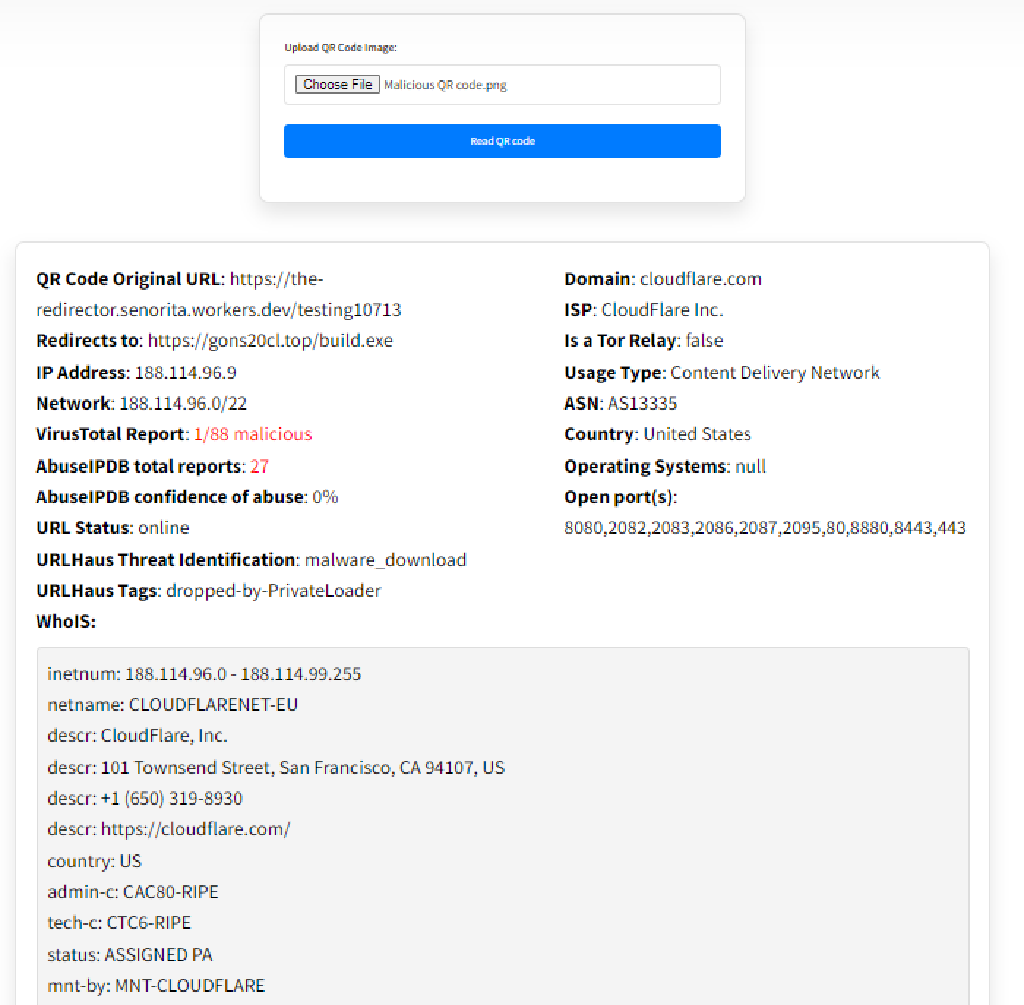 Upload QR Code Image:
Choose File Malicious QR code.png
Read QR code
QR Code Original URL: https://the-
redirector.senorita.workers.dev/testing10713
Redirects to: https://gons20cl.top/build.exe
IP Address: 188.114.96.9
Network: 188.114.96.0/22
VirusTotal Report: 1/88 malicious
AbuseIPDB total reports: 27
AbuseIPDB confidence of abuse: 0%
URL Status: online
URLHaus Threat Identification: malware_download
URLHaus Tags: dropped-by-PrivateLoader
WhoIS:
Domain: cloudflare.com
ISP: CloudFlare Inc.
Is a Tor Relay: false
Usage Type: Content Delivery Network
ASN: AS13335
Country: United States
Operating Systems: null
Open port(s):
8080,2082,2083,2086,2087,2095,80,8880,8443,443
inetnum: 188.114.96.0 - 188.114.99.255
netname: CLOUDFLARENET-EU
descr: CloudFlare, Inc.
descr: 101 Townsend Street, San Francisco, CA 94107, US
descr: +1 (650) 319-8930
descr: https://cloudflare.com/
country: US
admin-c: CAC80-RIPE
tech-c: CTC6-RIPE
status: ASSIGNED PA
mnt-by: MNT-CLOUDFLARE